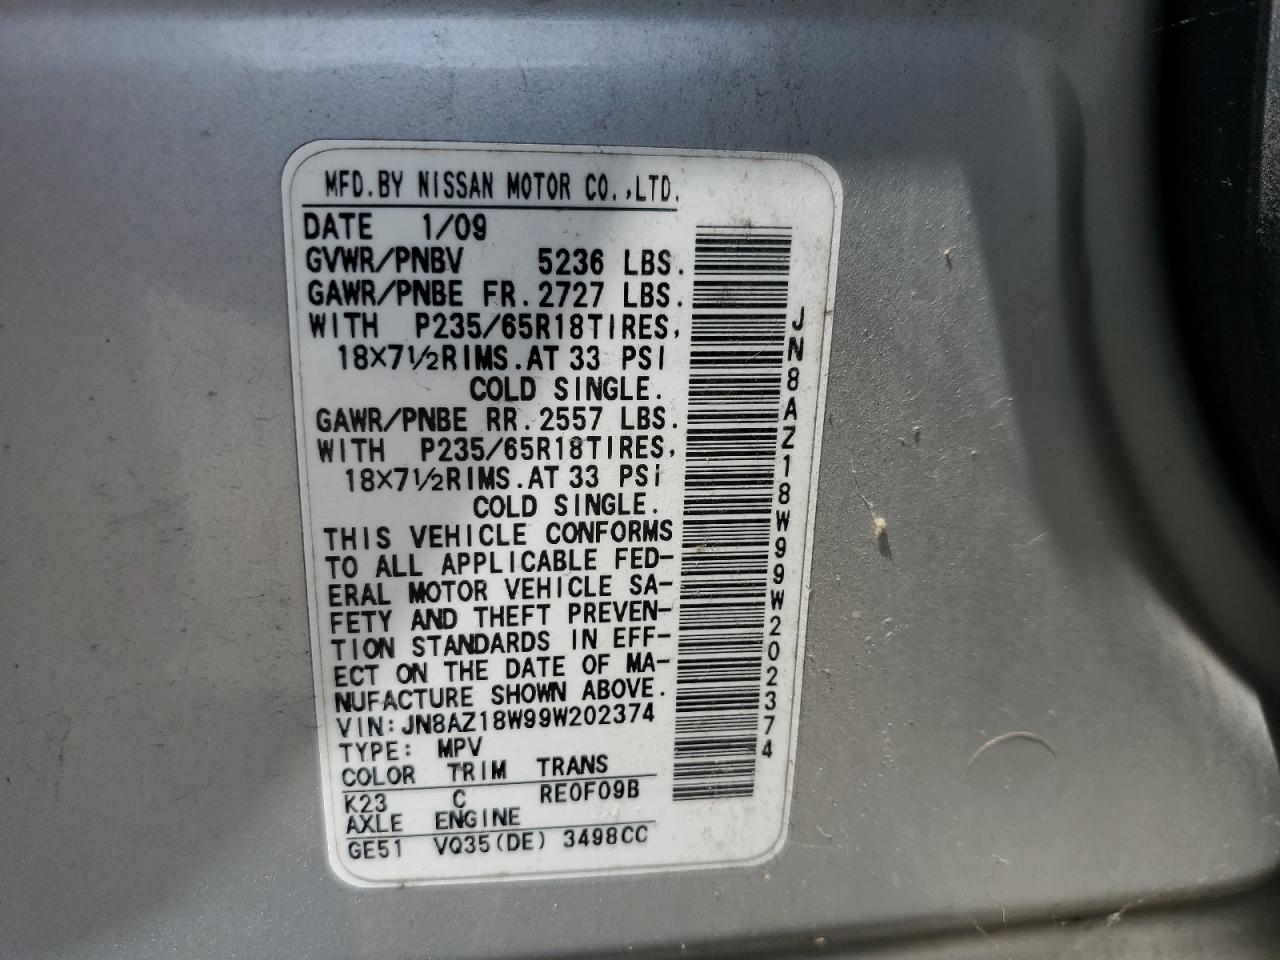 MFD.BY NISSAN MOTOR CO.,LTD.
DATE 1/09
GVWR/PNBV 5236 LBS.
GAWR/PNBE FR. 2727 LBS.
WITH P235/65R18TIRES,
18×7½RIMS.AT 33 PSI
COLD SINGLE.
GAWR/PNBE RR. 2557 LBS.
WITH P235/65R18TIRES,
18×7½RIMS.AT 33 PSi
COLD SINGLE.
THIS VEHICLE CONFORMS
TO ALL APPLICABLE FED-
ERAL MOTOR VEHICLE SA-
FETY AND THEFT PREVEN-
TION STANDARDS IN EFF-
ECT ON THE DATE OF MA-
NUFACTURE SHOWN ABOVE.
VIN: JN8AZ18W99W202374
TYPE: MPV
COLOR TRIM TRANS
K23 C RE0F09B
AXLE ENGINE
GE51 VQ35(DE) 3498CC
JN8AZ18W99W202374